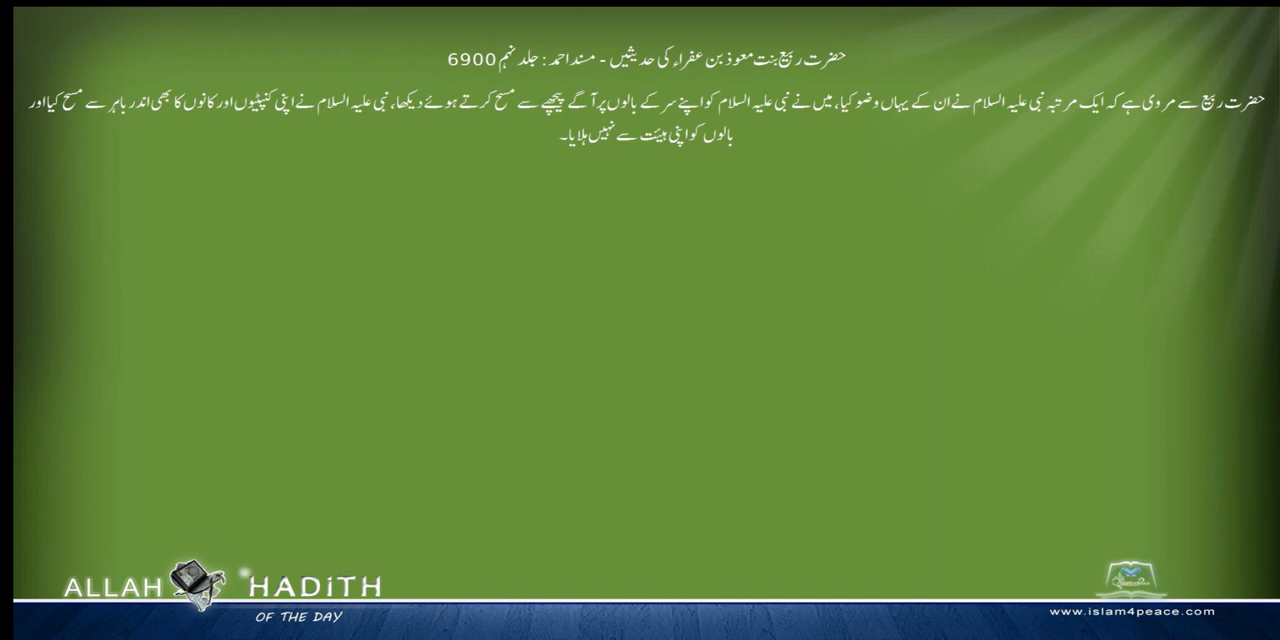 حضرت ربیع بنت معوذ بن عفراء کی حدیثیں - مسند احمد : جلد نہم 6900
حضرت ربیع سے مروی ہے کہ ایک مرتبہ نبی علیہ السلام نے ان کے یہاں وضو کیا، میں نے نبی علیہ السلام کو اپنے سر کے بالوں پر آگے پیچھے سے مسح کرتے ہوئے دیکھا، نبی علیہ السلام نے اپنی کنپٹیوں اور کانوں کا بھی اندر باہر سے مسح کیا اور
بالوں کو اپنی ہیئت سے نہیں ہلایا۔
ALLAH HADITH
OF THE DAY
www.islam4peace.com